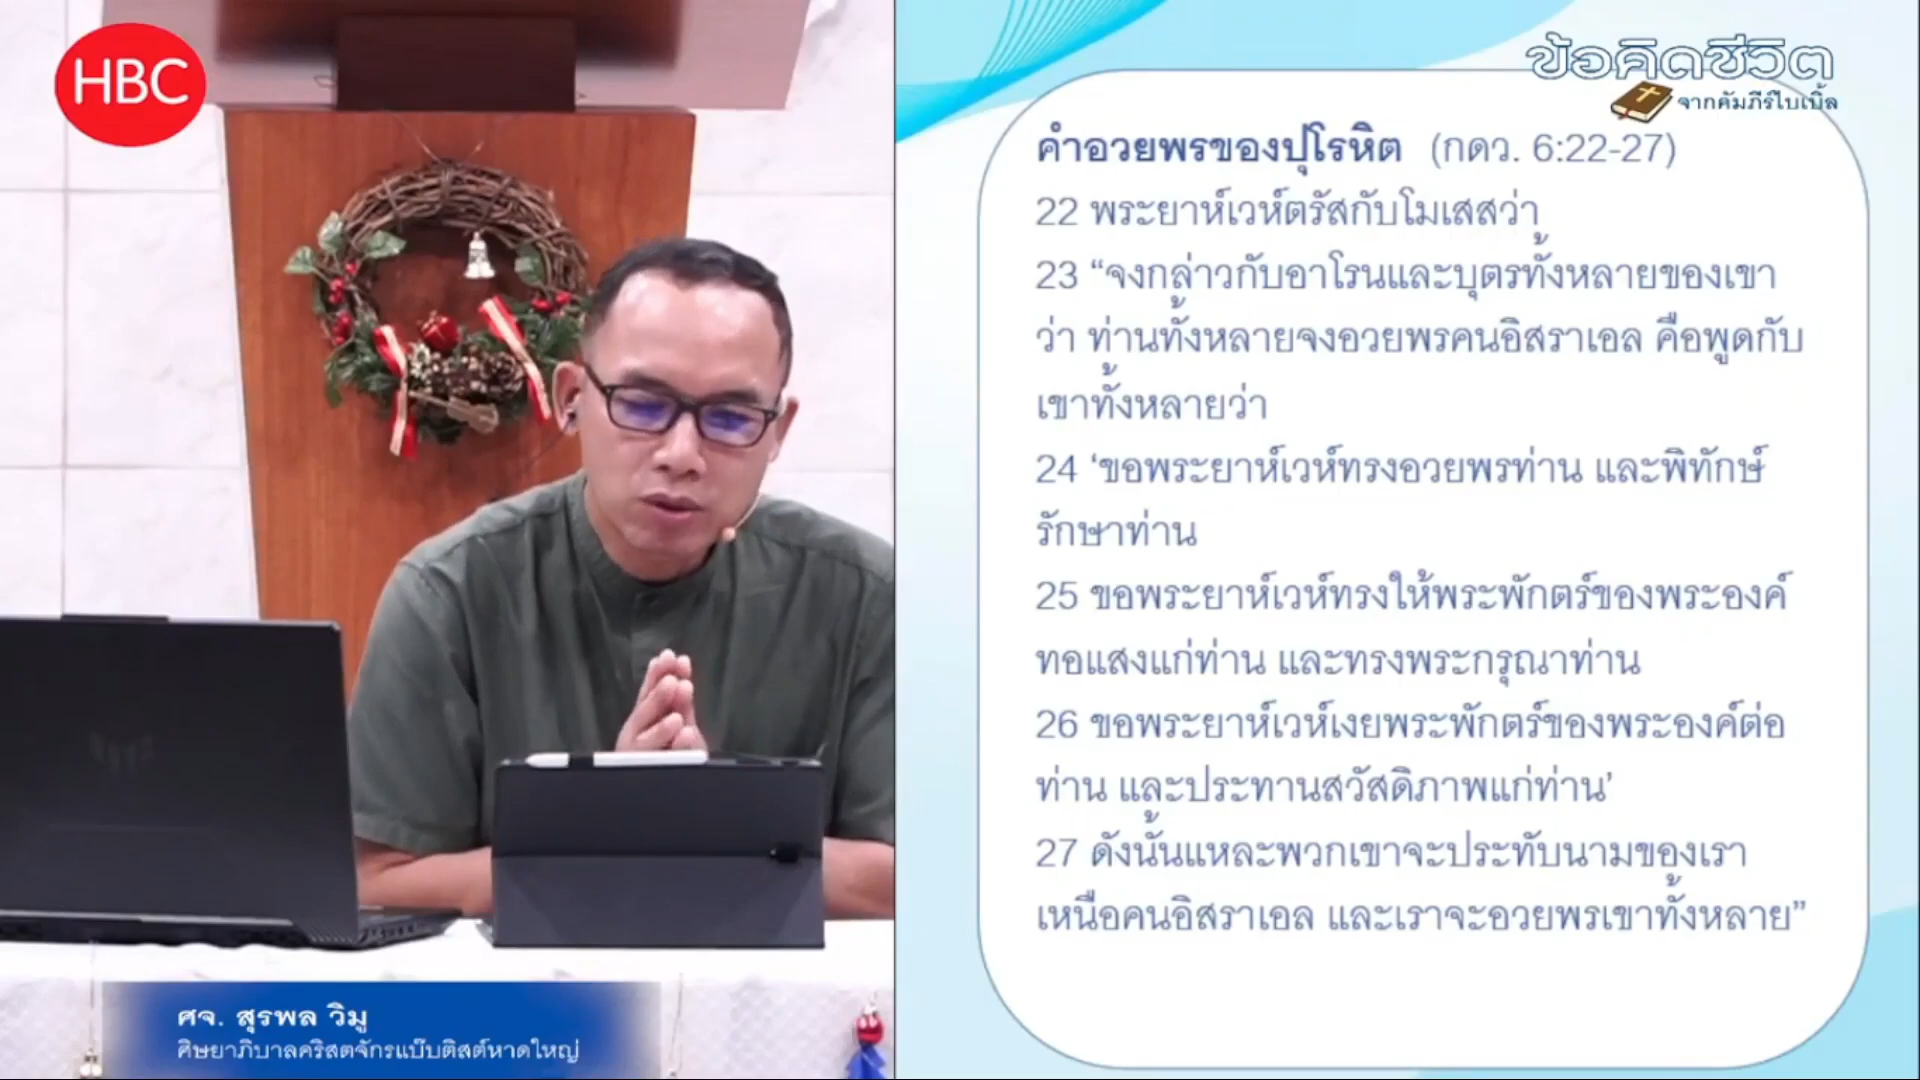 HBC
ข้อคิดชีวิต
จากคัมภีร์ไบเบิ้ล
คำอวยพรของปุโรหิต (กดว. 6:22-27)
22 พระยาห์เวห์ตรัสกับโมเสสว่า
23 “จงกล่าวกับอาโรนและบุตรทั้งหลายของเขา
ว่า ท่านทั้งหลายจงอวยพรคนอิสราเอล คือพูดกับ
เขาทั้งหลายว่า
24 ‘ขอพระยาห์เวห์ทรงอวยพรท่าน และพิทักษ์
รักษาท่าน
25 ขอพระยาห์เวห์ทรงให้พระพักตร์ของพระองค์
ทอแสงแก่ท่าน และทรงพระกรุณาท่าน
26 ขอพระยาห์เวห์เงยพระพักตร์ของพระองค์ต่อ
ท่าน และประทานสวัสดิภาพแก่ท่าน’
27 ดังนั้นแหละพวกเขาจะประทับนามของเรา
เหนือคนอิสราเอล และเราจะอวยพรเขาทั้งหลาย”
ศจ. สุรพล วิมู
ศิษยาภิบาลคริสตจักรแบ๊บติสต์หาดใหญ่